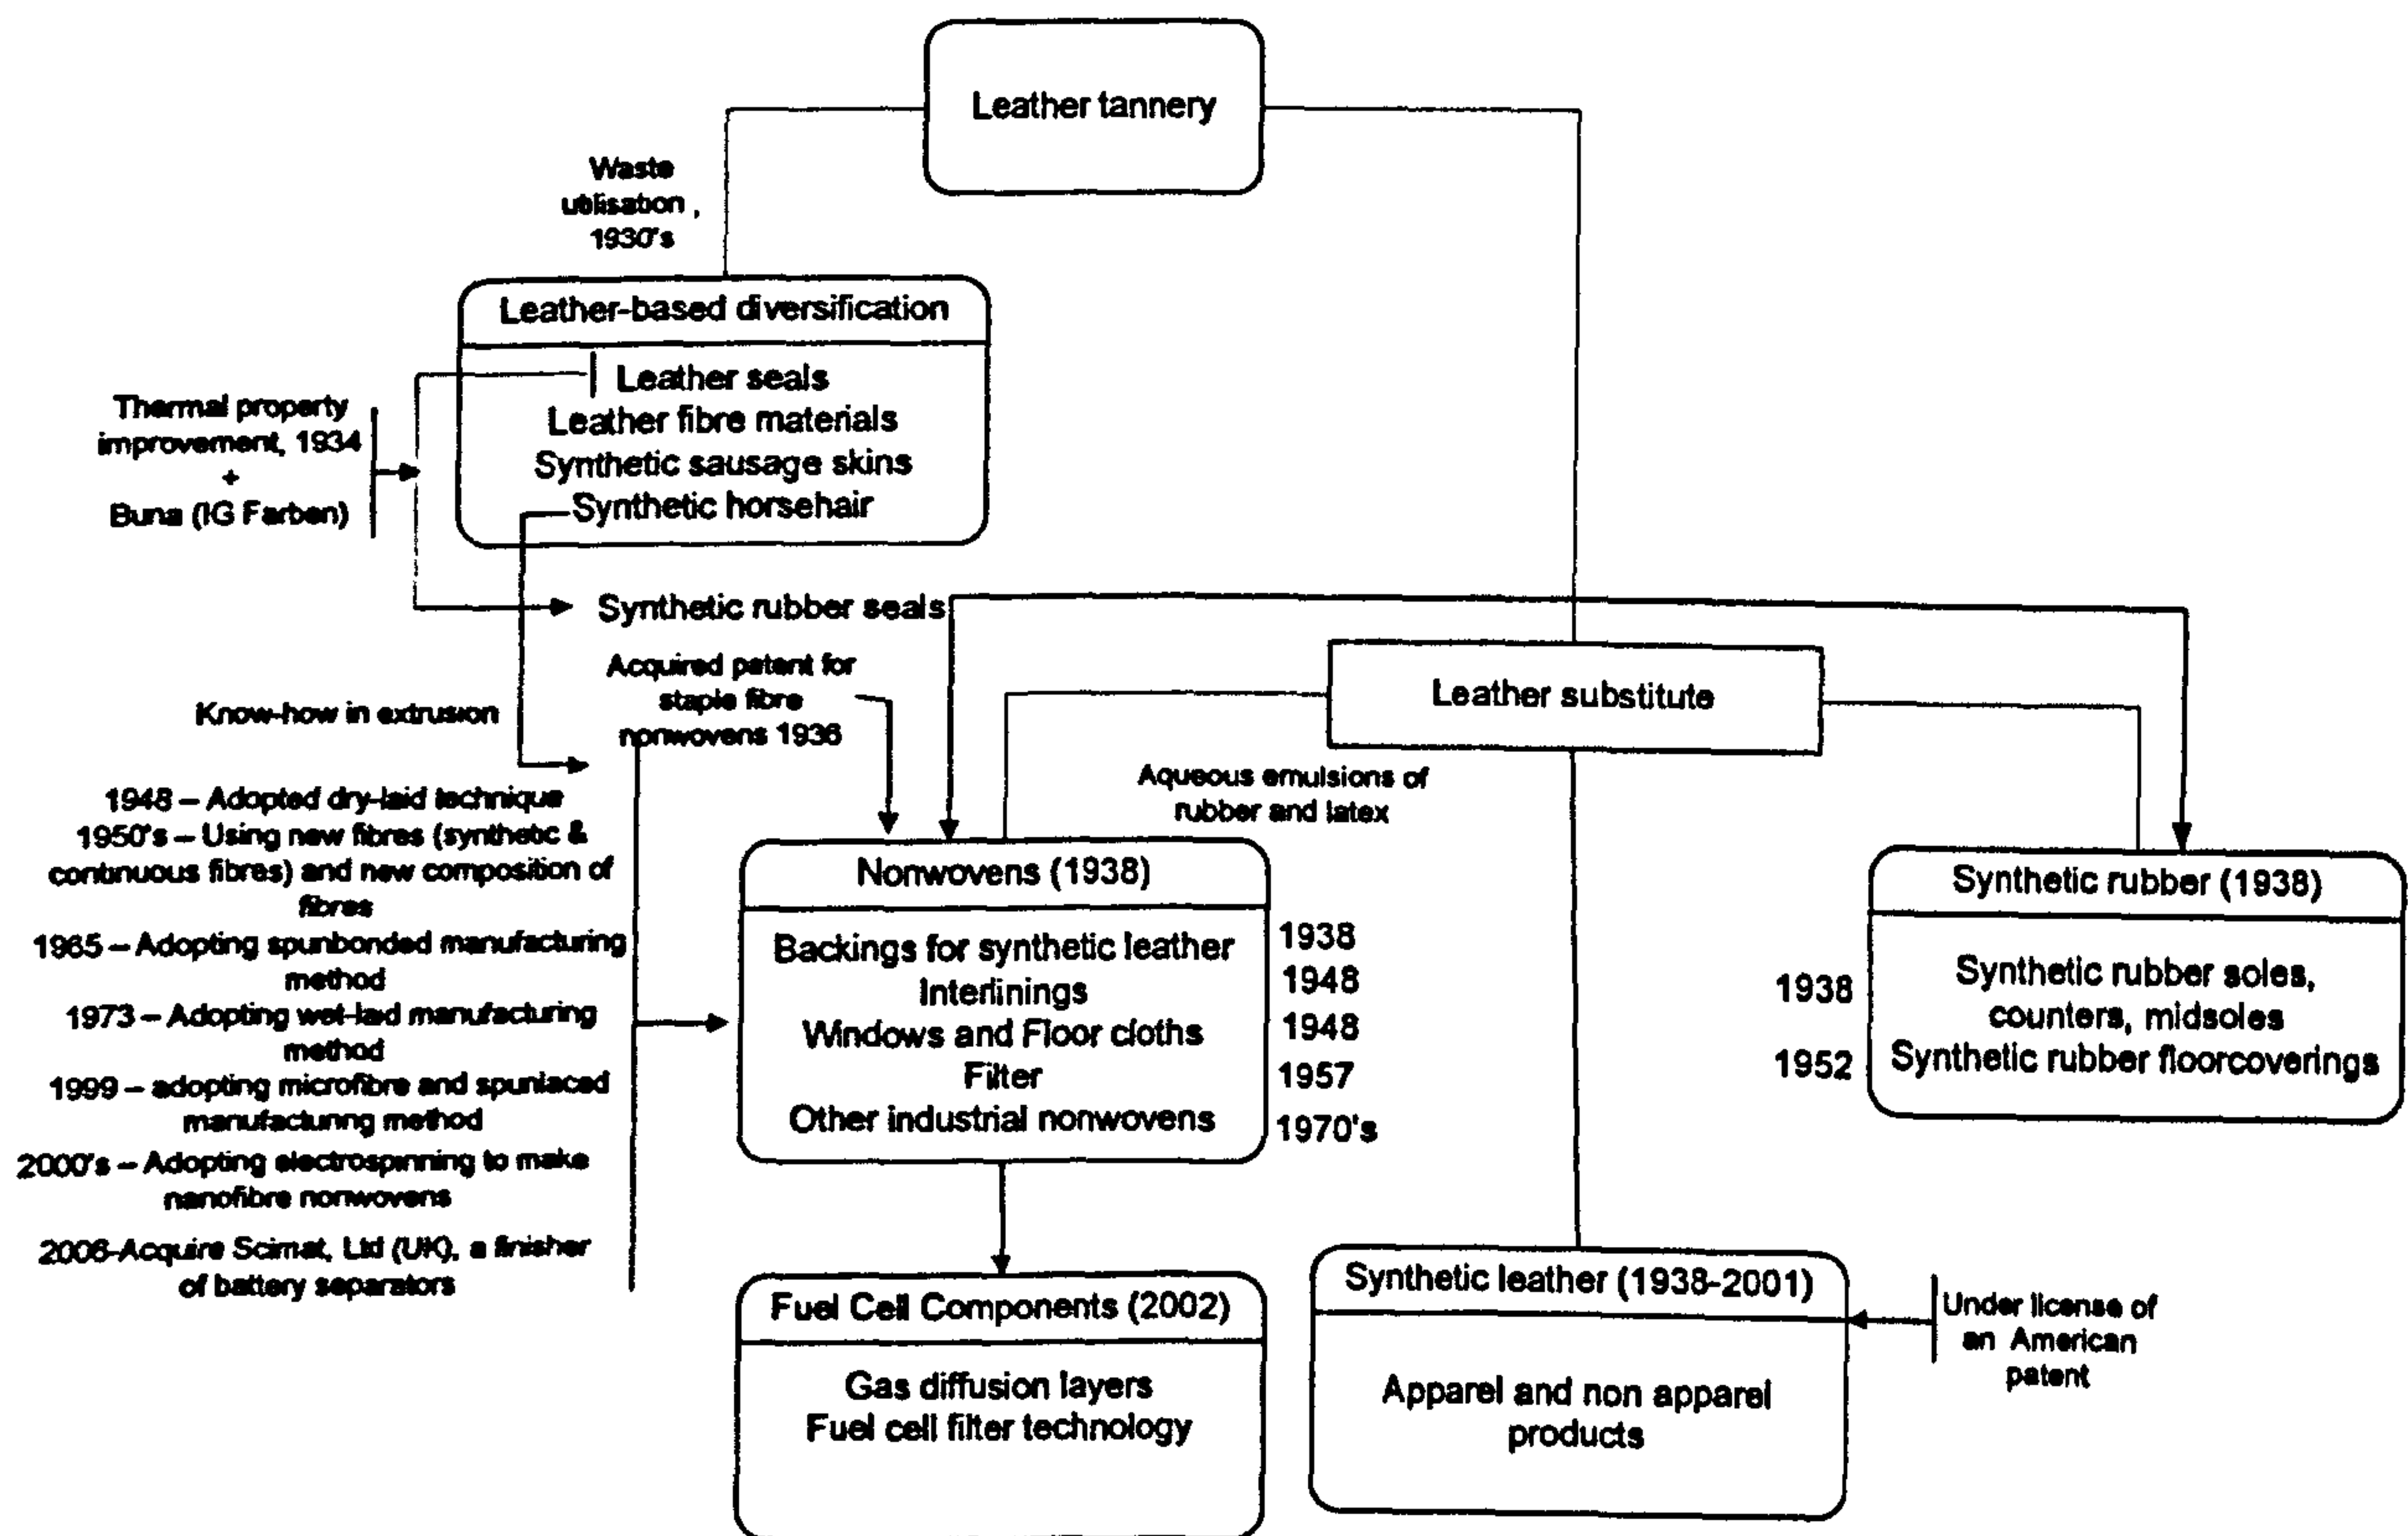 Leather tannery
Waste
utilisation ,
1930's
Leather-based diversification
Leather seals
Leather fibre materials
Synthetic sausage skins
Synthetic horsehair
Thermal property
improvement, 1934
+
Buna (IG Farben)
Synthetic rubber seals
Acquired patent for
staple fibre
nonwovens 1936
Know-how in extrusion
Leather substitute
Aqueous emulsions of
rubber and latex
1948 – Adopted dry-laid technique
1950's – Using new fibres (synthetic &
continuous fibres) and new composition of
fibres
1965 – Adopting spunbonded manufacturing
method
1973 – Adopting wet-laid manufacturing
method
1999 – adopting microfibre and spunlaced
manufacturing method
2000's – Adopting electrospinning to make
nanofibre nonwovens
2006-Acquire Scimat, Ltd (UK), a finisher
of battery separators
Nonwovens (1938)
Backings for synthetic leather
Interlinings
Windows and Floor cloths
Filter
Other industrial nonwovens
1938
1948
1948
1957
1970's
Synthetic rubber (1938)
1938
Synthetic rubber soles,
counters, midsoles
1952
Synthetic rubber floorcoverings
Fuel Cell Components (2002)
Gas diffusion layers
Fuel cell filter technology
Synthetic leather (1938-2001)
Apparel and non apparel
products
Under license of
an American
patent